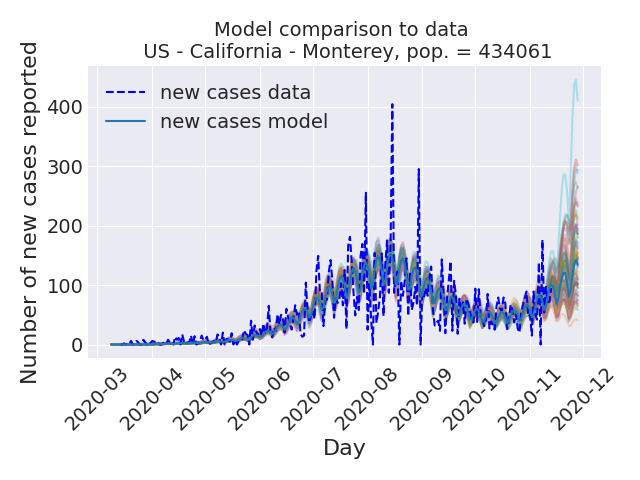 Model comparison to data
US - California - Monterey, pop. = 434061
Number of new cases reported
400
300
200
100
0
new cases data
new cases model
2020-03
2020-04
2020-05
2020-06
2020-07
2020-08
2020-09
2020-10
2020-11
2020-12
Day